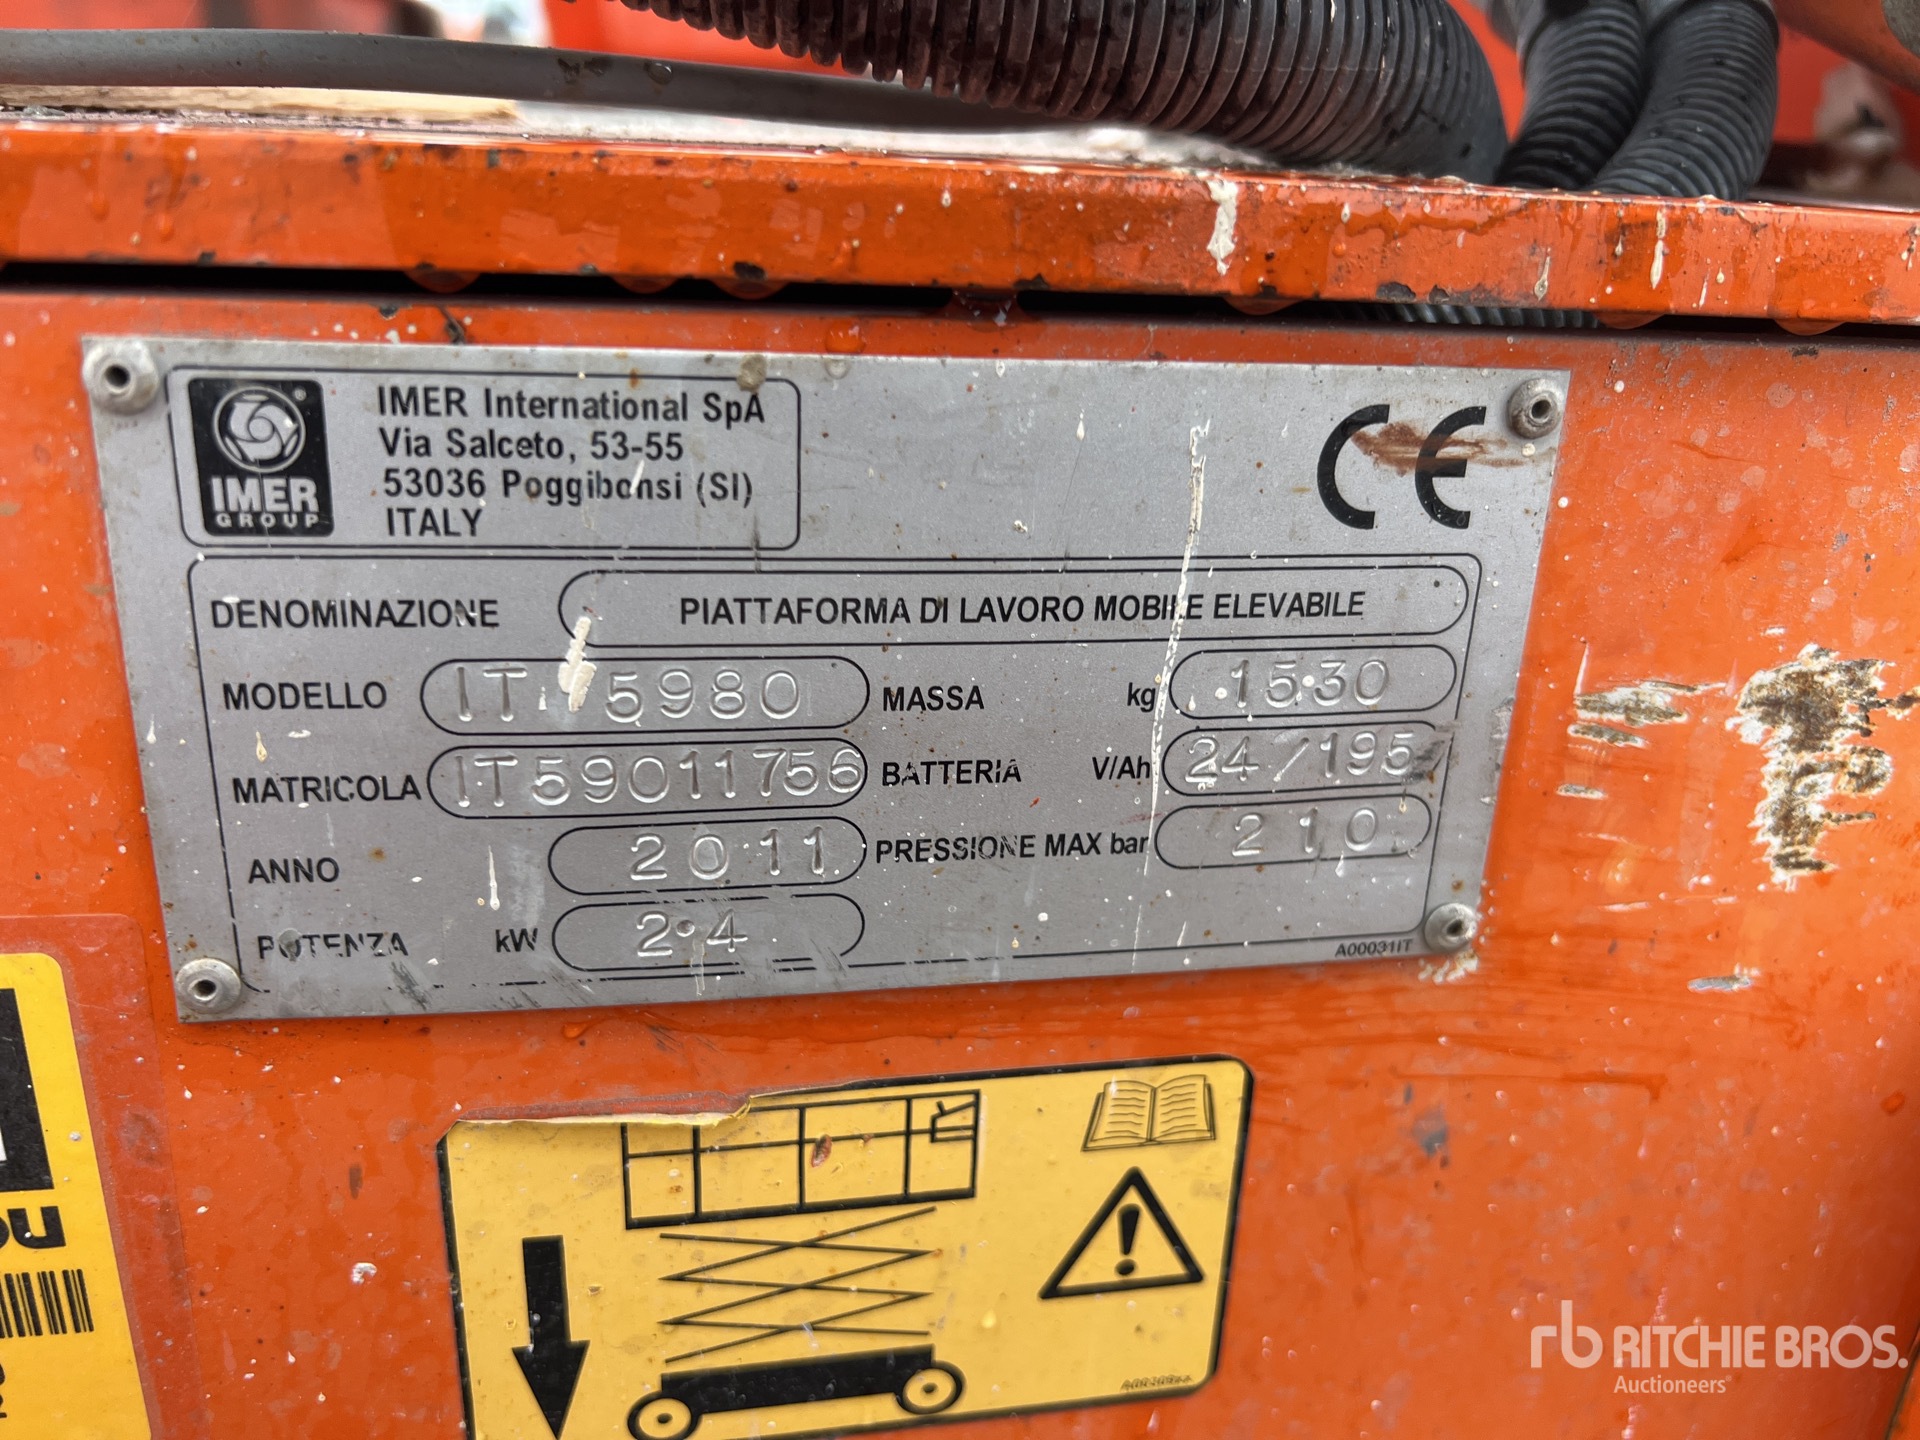 IMER
GROUP
IMER International SpA
Via Salceto, 53-55
53036 Poggibonsi (SI)
ITALY
CE
DENOMINAZIONE PIATTAFORMA DI LAVORO MOBILE ELEVABILE
MODELLO IT 5980 MASSA kg 1530
MATRICOLA IT59011756 BATTERIA V/Ah 24/195
ANNO 2011 PRESSIONE MAX bar 210
POTENZA kW 2.4
A00031IT
rb RITCHIE BROS.
Auctioneers